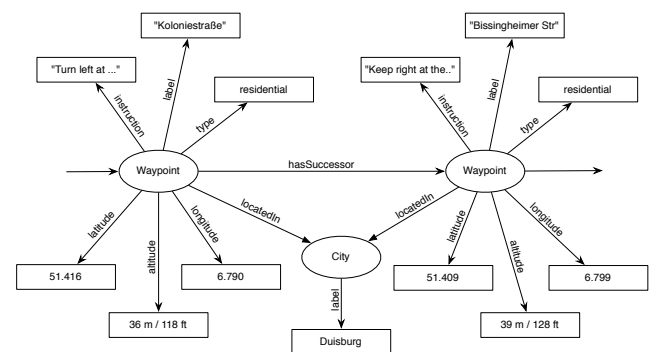 "Koloniestraße"
"Bissingheimer Str"
"Turn left at ..."
"Keep right at the.."
residential
residential
instruction
label
type
instruction
label
type
Waypoint
hasSuccessor
Waypoint
latitude
altitude
longitude
locatedIn
locatedIn
latitude
altitude
longitude
City
51.416
6.790
51.409
6.799
label
36 m / 118 ft
39 m / 128 ft
Duisburg